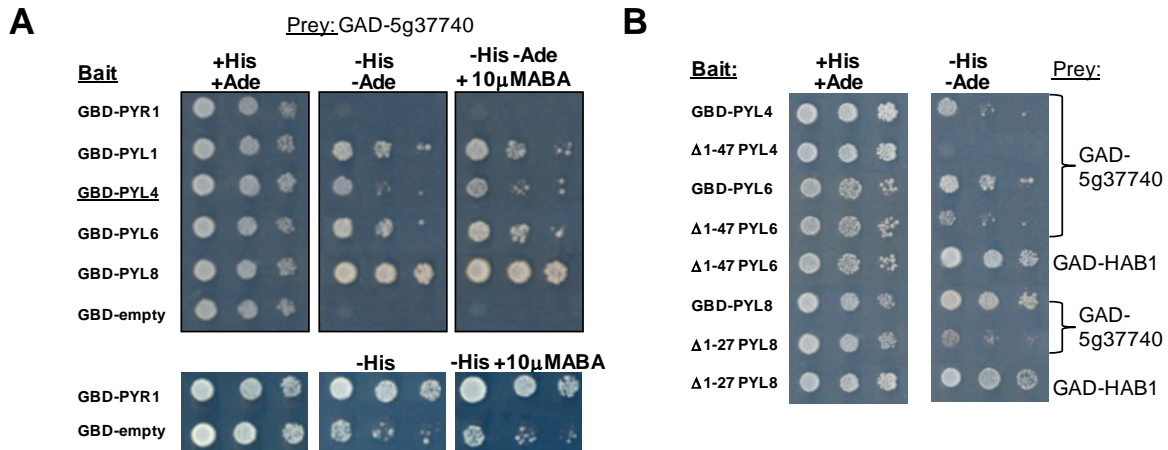 A
Prey: GAD-5g37740
Bait
+His
+Ade
-His
-Ade
-His -Ade
+ 10µMABA
GBD-PYR1
GBD-PYL1
GBD-PYL4
GBD-PYL6
GBD-PYL8
GBD-empty
-His
-His +10µMABA
GBD-PYR1
GBD-empty
B
Bait:
+His
+Ade
-His
-Ade
Prey:
GBD-PYL4
Δ1-47 PYL4
GBD-PYL6
Δ1-47 PYL6
GAD-
5g37740
Δ1-47 PYL6
GAD-HAB1
GBD-PYL8
Δ1-27 PYL8
GAD-
5g37740
Δ1-27 PYL8
GAD-HAB1